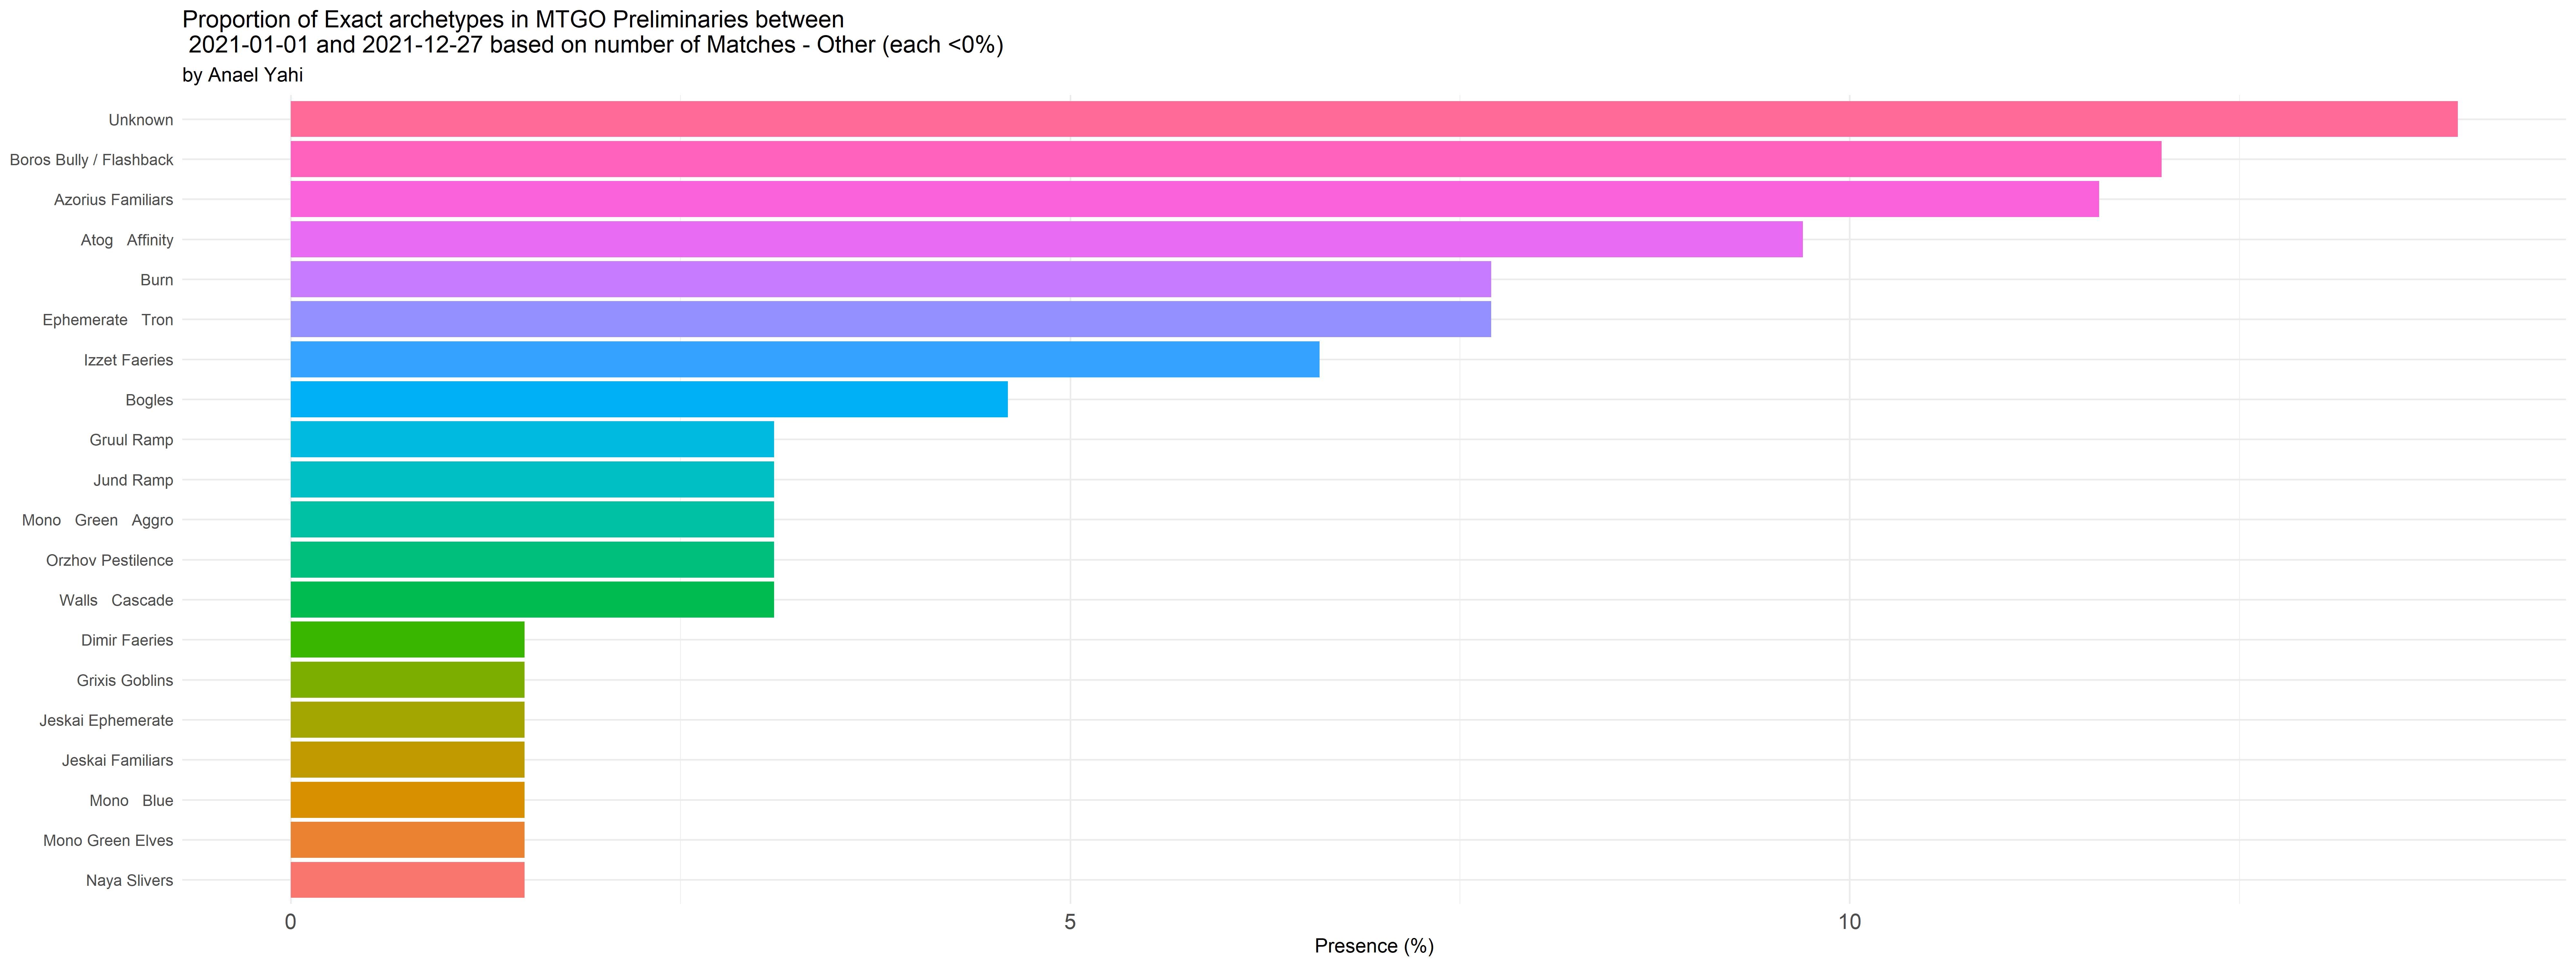 Proportion of Exact archetypes in MTGO Preliminaries between
2021-01-01 and 2021-12-27 based on number of Matches - Other (each <0%)
by Anael Yahi
Unknown
Boros Bully / Flashback
Azorius Familiars
Atog   Affinity
Burn
Ephemerate   Tron
Izzet Faeries
Bogles
Gruul Ramp
Jund Ramp
Mono   Green   Aggro
Orzhov Pestilence
Walls   Cascade
Dimir Faeries
Grixis Goblins
Jeskai Ephemerate
Jeskai Familiars
Mono   Blue
Mono Green Elves
Naya Slivers
0 5 10
Presence (%)